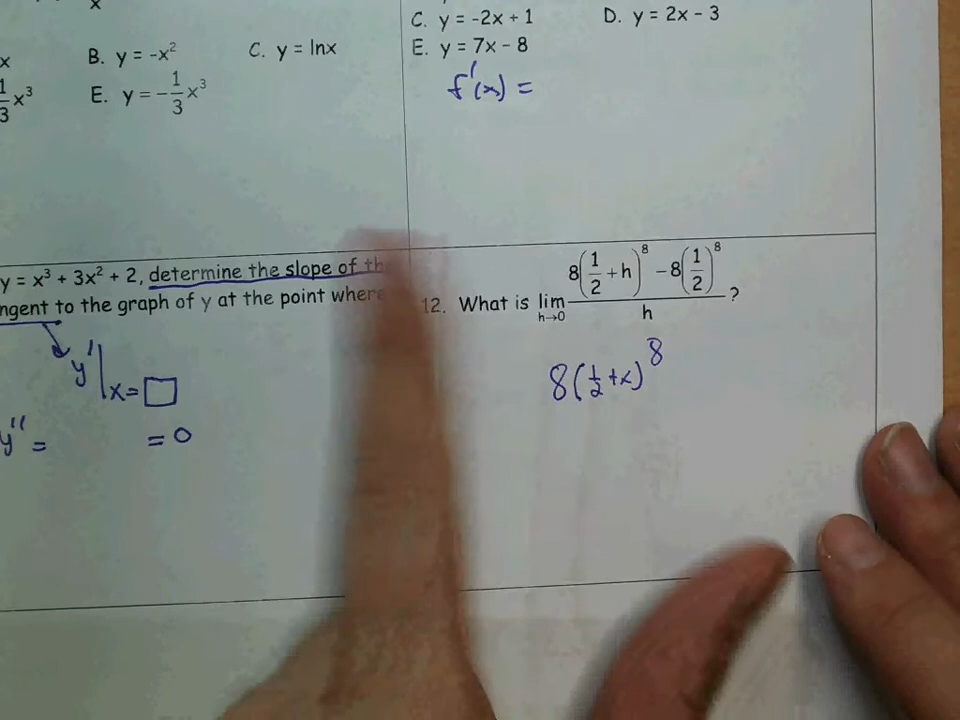 x
x B. y = -x² C. y = lnx
1/3 x³ E. y = -1/3 x³
C. y = -2x + 1 D. y = 2x - 3
E. y = 7x - 8
f'(x) =
y = x³ + 3x² + 2, determine the slope of
ngent to the graph of y at the point where
y' | x = □
y'' = = 0
12. What is lim h→0 (8(1/2 + h)⁸ - 8(1/2)⁸)/h ?
8(½ + x)⁸